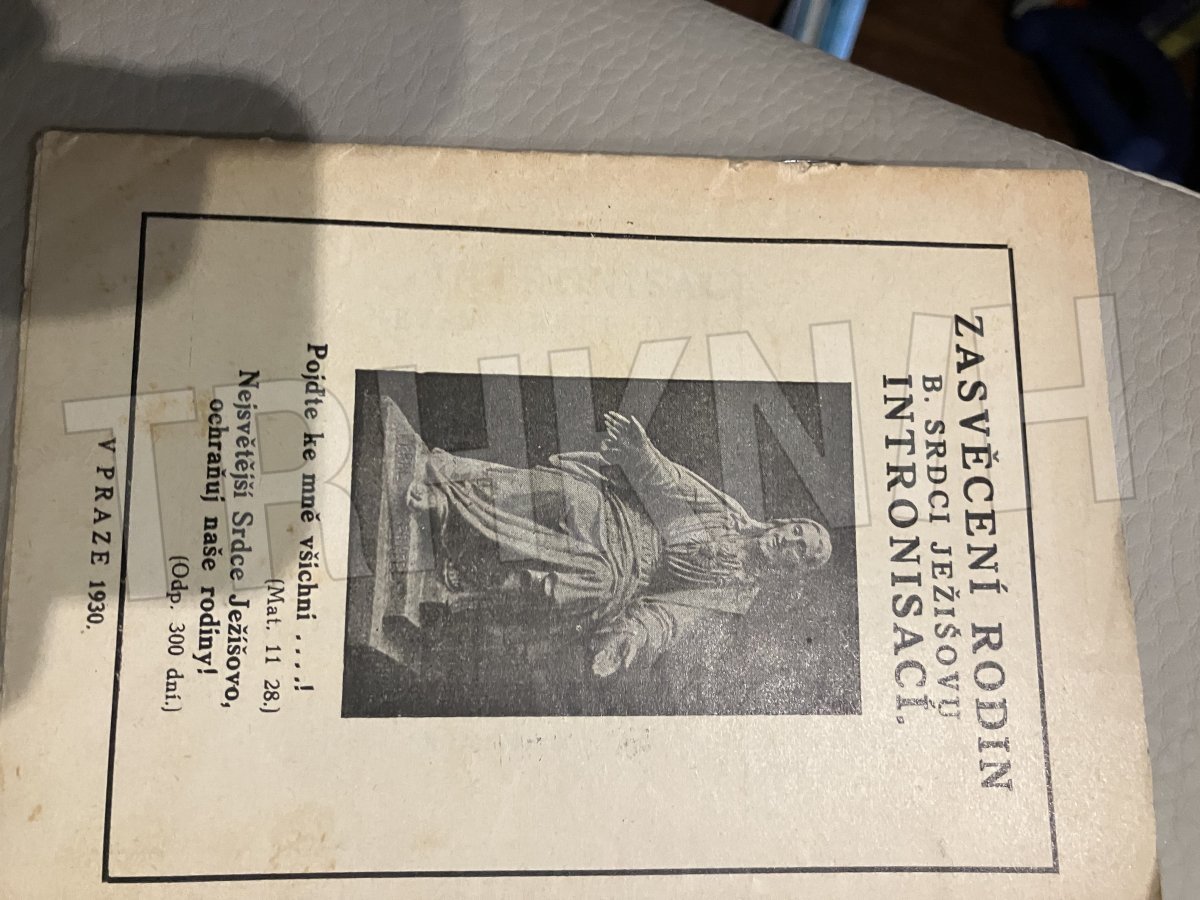 ZASVĚCENÍ RODIN
B. SRDCI JEŽÍŠOVU
INTRONISACÍ.
Pojďte ke mně všichni ....!
(Mat. 11 28.)
Nejsvětější Srdce Ježíšovo,
ochraňuj naše rodiny!
(Odp. 300 dní.)
V PRAZE 1930.
TRHKNIH